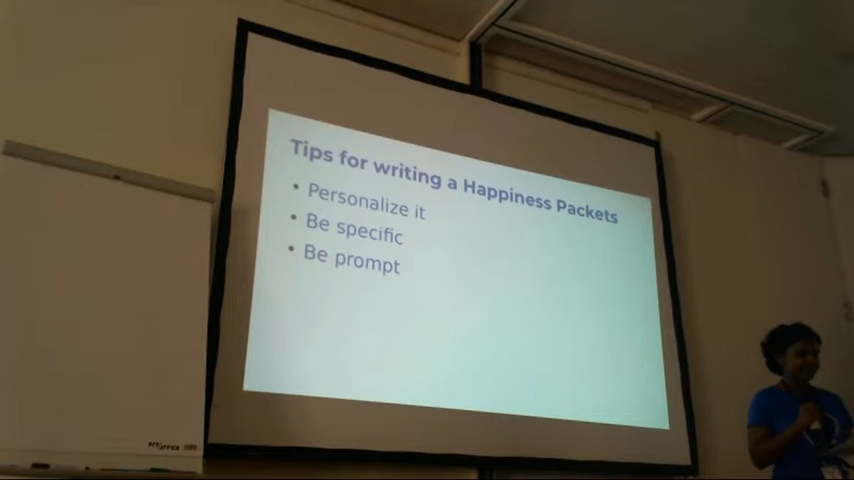 Tips for writing a Happiness Packets
• Personalize it
• Be specific
• Be prompt